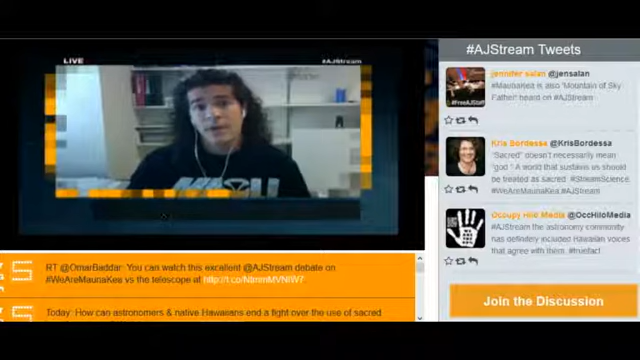 LIVE
#AJStream
#AJStream Tweets
jennifer salan @jensalan
#MaunaKea is also 'Mountain of Sky
Father' heard on #AJStream
#FreeAJStaff
Kris Bordessa @KrisBordessa
"Sacred" doesn't necessarily mean
"god." A world that sustains us should
be treated as sacred. #StreamScience
#WeAreMaunaKea #AJStream
Occupy Hilo Media @OccHiloMedia
#AJStream the astronomy community
has definitely included Hawaiian voices
that agree with them. #truefact
Join the Discussion
RT @OmarBaddar: You can watch this excellent @AJStream debate on
#WeAreMaunaKea vs the telescope at
Today: How can astronomers & native Hawaiians end a fight over the use of sacred